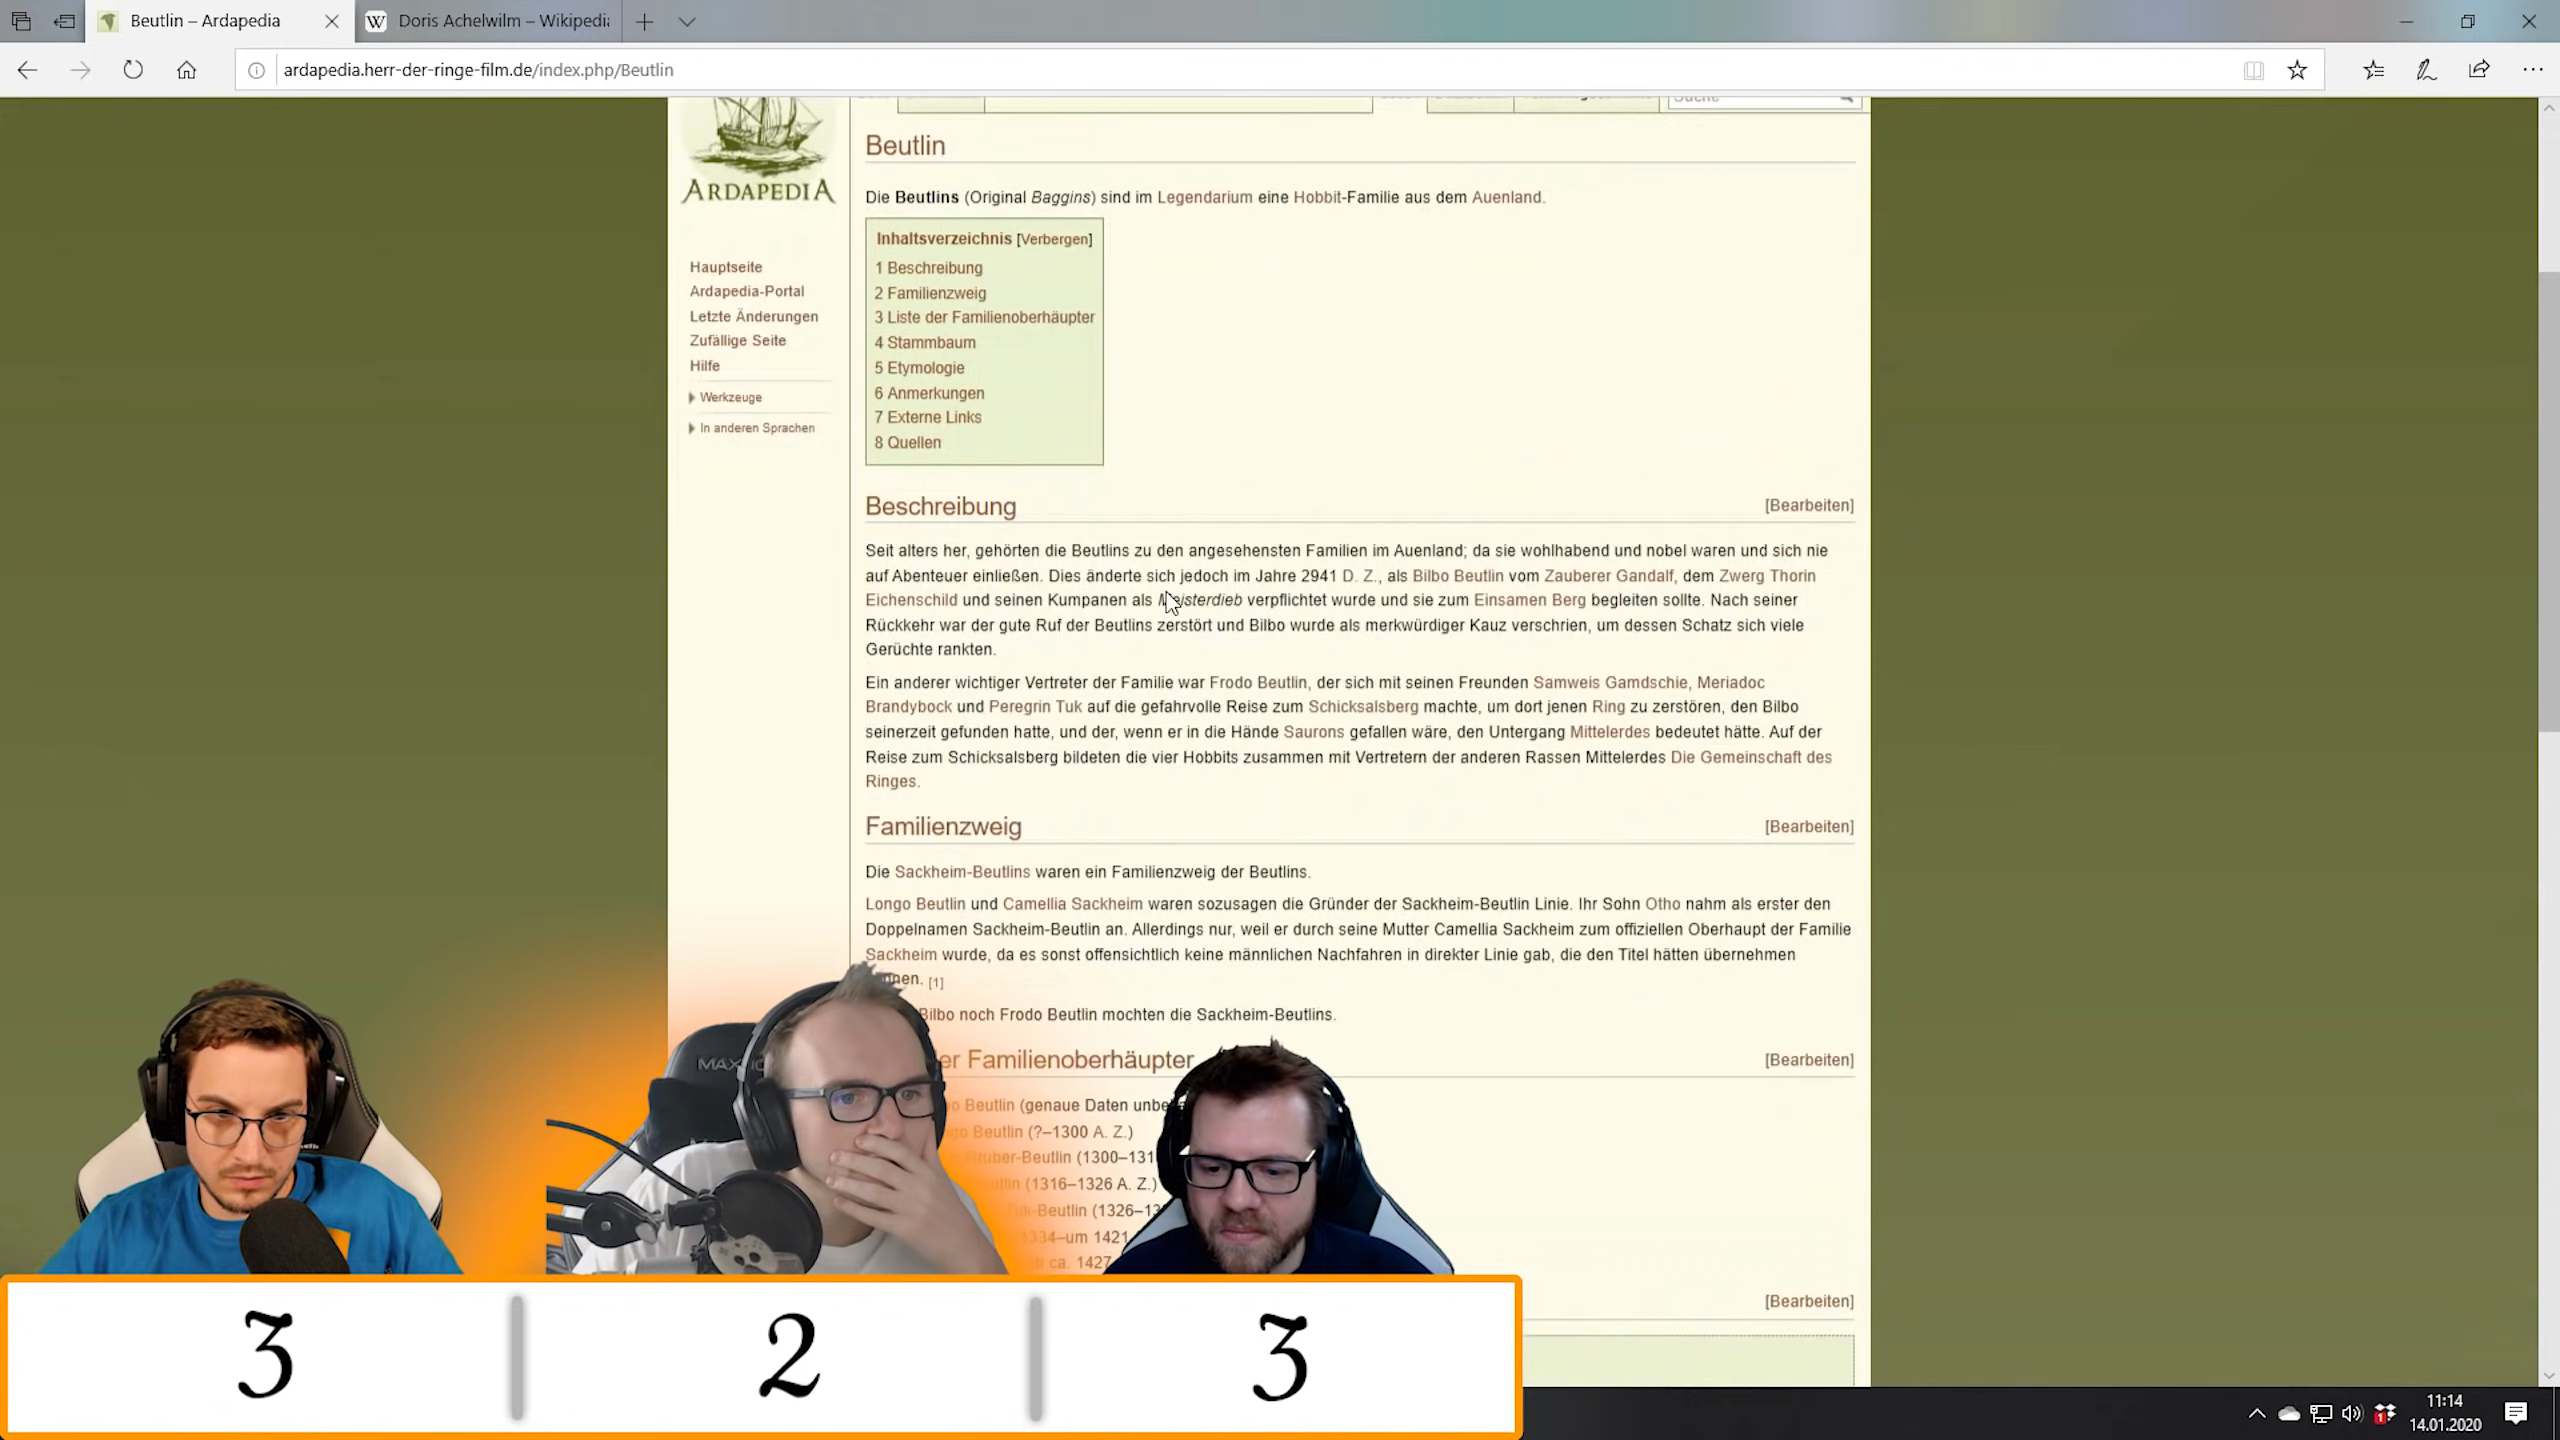 Beutlin – Ardapedia
Doris Achelwilm – Wikipedia
ardapedia.herr-der-ringe-film.de/index.php/Beutlin
Suche
ARDAPEDIA
Hauptseite
Ardapedia-Portal
Letzte Änderungen
Zufällige Seite
Hilfe
Werkzeuge
In anderen Sprachen
Beutlin
Die Beutlins (Original Baggins) sind im Legendarium eine Hobbit-Familie aus dem Auenland.
Inhaltsverzeichnis [Verbergen]
1 Beschreibung
2 Familienzweig
3 Liste der Familienoberhäupter
4 Stammbaum
5 Etymologie
6 Anmerkungen
7 Externe Links
8 Quellen
Beschreibung [Bearbeiten]
Seit alters her, gehörten die Beutlins zu den angesehensten Familien im Auenland; da sie wohlhabend und nobel waren und sich nie
auf Abenteuer einließen. Dies änderte sich jedoch im Jahre 2941 D. Z., als Bilbo Beutlin vom Zauberer Gandalf, dem Zwerg Thorin
Eichenschild und seinen Kumpanen als Meisterdieb verpflichtet wurde und sie zum Einsamen Berg begleiten sollte. Nach seiner
Rückkehr war der gute Ruf der Beutlins zerstört und Bilbo wurde als merkwürdiger Kauz verschrien, um dessen Schatz sich viele
Gerüchte rankten.
Ein anderer wichtiger Vertreter der Familie war Frodo Beutlin, der sich mit seinen Freunden Samweis Gamdschie, Meriadoc
Brandybock und Peregrin Tuk auf die gefahrvolle Reise zum Schicksalsberg machte, um dort jenen Ring zu zerstören, den Bilbo
seinerzeit gefunden hatte, und der, wenn er in die Hände Saurons gefallen wäre, den Untergang Mittelerdes bedeutet hätte. Auf der
Reise zum Schicksalsberg bildeten die vier Hobbits zusammen mit Vertretern der anderen Rassen Mittelerdes Die Gemeinschaft des
Ringes.
Familienzweig [Bearbeiten]
Die Sackheim-Beutlins waren ein Familienzweig der Beutlins.
Longo Beutlin und Camellia Sackheim waren sozusagen die Gründer der Sackheim-Beutlin Linie. Ihr Sohn Otho nahm als erster den
Doppelnamen Sackheim-Beutlin an. Allerdings nur, weil er durch seine Mutter Camellia Sackheim zum offiziellen Oberhaupt der Familie
Sackheim wurde, da es sonst offensichtlich keine männlichen Nachfahren in direkter Linie gab, die den Titel hätten übernehmen
[1]
Bilbo noch Frodo Beutlin mochten die Sackheim-Beutlins.
Familienoberhäupter [Bearbeiten]
Beutlin (genaue Daten
Beutlin (?–1300 A. Z.)
-Beutlin (1300–
(1316–1326 A. Z.)
-Beutlin (1326–
–um 1421
ca. 1427
[Bearbeiten]
3
2
3
11:14
14.01.2020